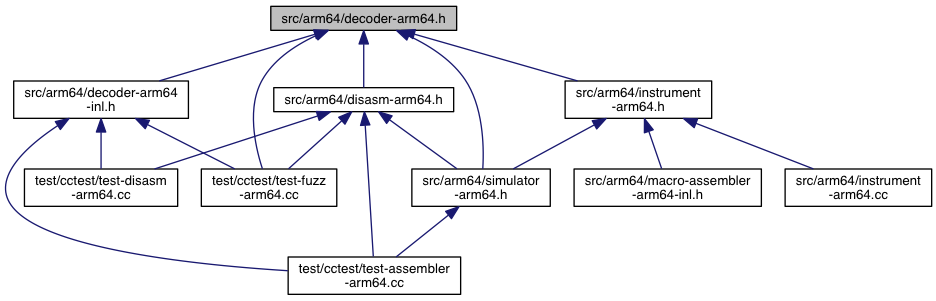 src/arm64/decoder-arm64.h
src/arm64/decoder-arm64
-inl.h
src/arm64/disasm-arm64.h
src/arm64/instrument
-arm64.h
test/cctest/test-disasm
-arm64.cc
test/cctest/test-fuzz
-arm64.cc
src/arm64/simulator
-arm64.h
src/arm64/macro-assembler
-arm64-inl.h
src/arm64/instrument
-arm64.cc
test/cctest/test-assembler
-arm64.cc